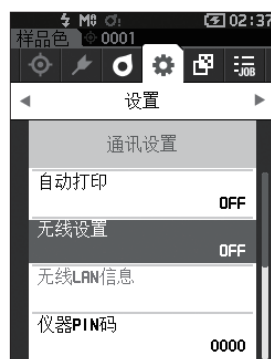 M 02:37
样品色 0001
JOB
设置
通讯设置
自动打印
OFF
无线设置
OFF
无线LAN信息
仪器PIN码
0000